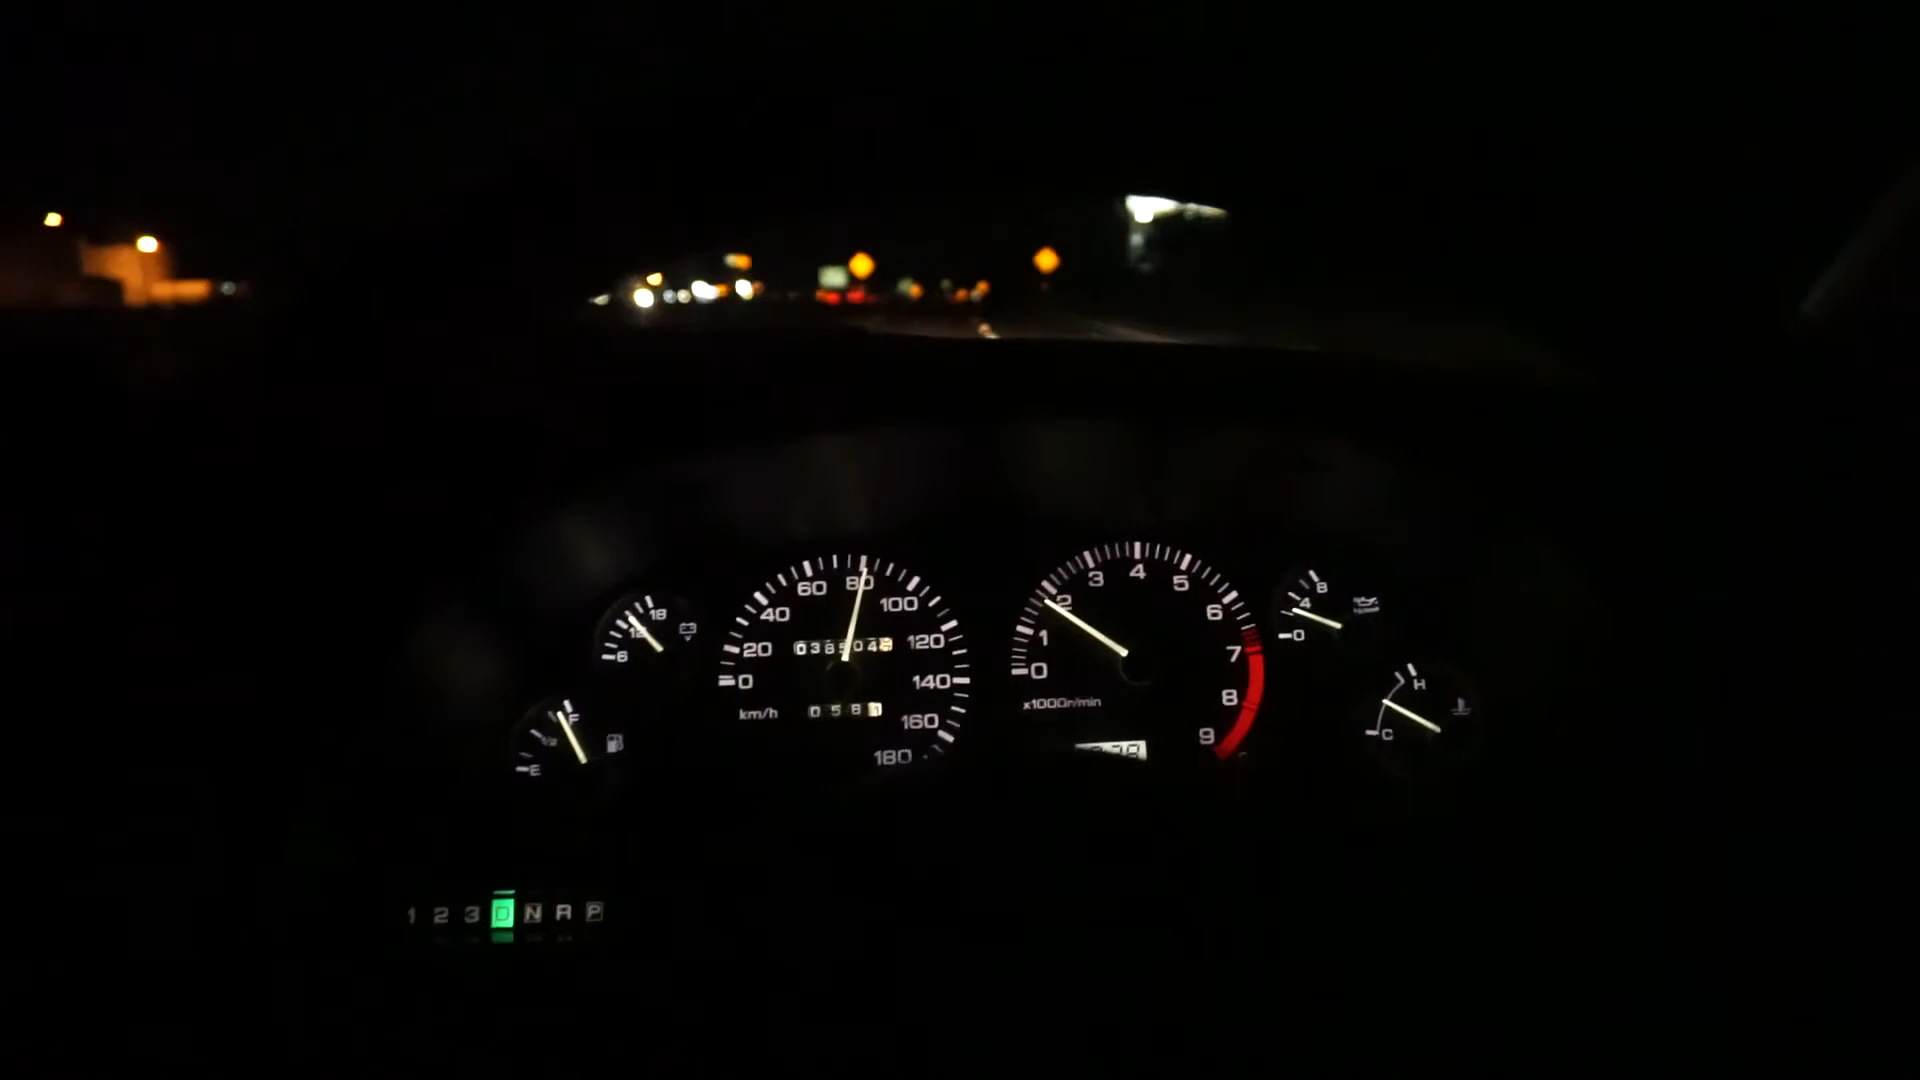 18
12
6
F
1/2
E
0 20 40 60 80 100 120 140 160 180
km/h
0581
0 1 2 3 4 5 6 7 8 9
x1000r/min
8
4
0
H
C
1 2 3 D N R P